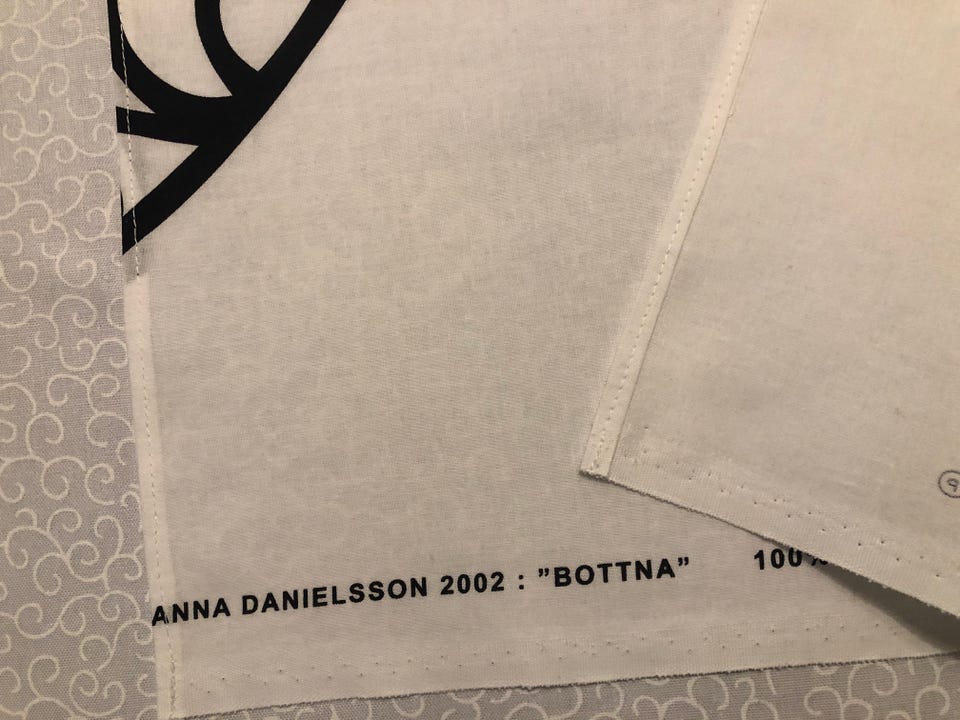 ANNA DANIELSSON 2002 : ”BOTTNA” 100%